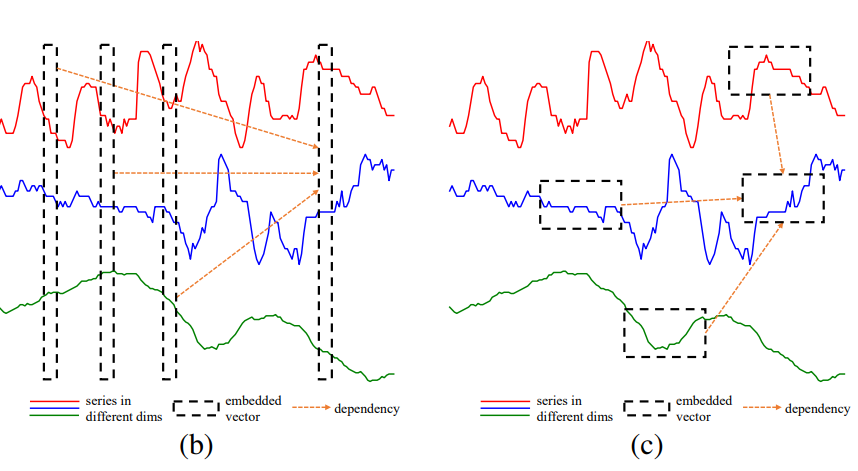 series in
different dims
embedded
vector
dependency
series in
different dims
embedded
vector
dependency
(b)
(c)